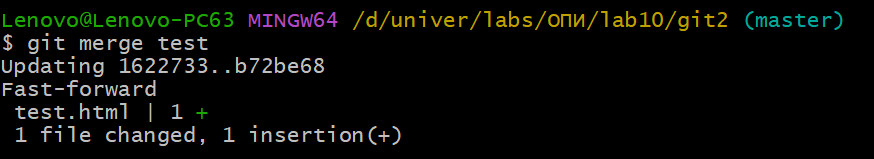 Lenovo@Lenovo-PC63 MINGW64 /d/univer/labs/ОПИ/lab10/git2 (master)
$ git merge test
Updating 1622733..b72be68
Fast-forward
 test.html | 1 +
 1 file changed, 1 insertion(+)